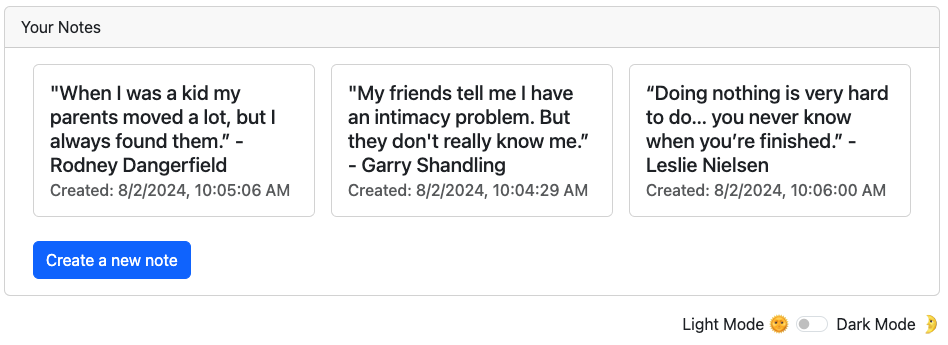 Your Notes
"When I was a kid my
parents moved a lot, but I
always found them.” -
Rodney Dangerfield
Created: 8/2/2024, 10:05:06 AM
"My friends tell me I have
an intimacy problem. But
they don't really know me.”
- Garry Shandling
Created: 8/2/2024, 10:04:29 AM
“Doing nothing is very hard
to do... you never know
when you’re finished.” -
Leslie Nielsen
Created: 8/2/2024, 10:06:00 AM
Create a new note
Light Mode 🌞 Dark Mode 🌛